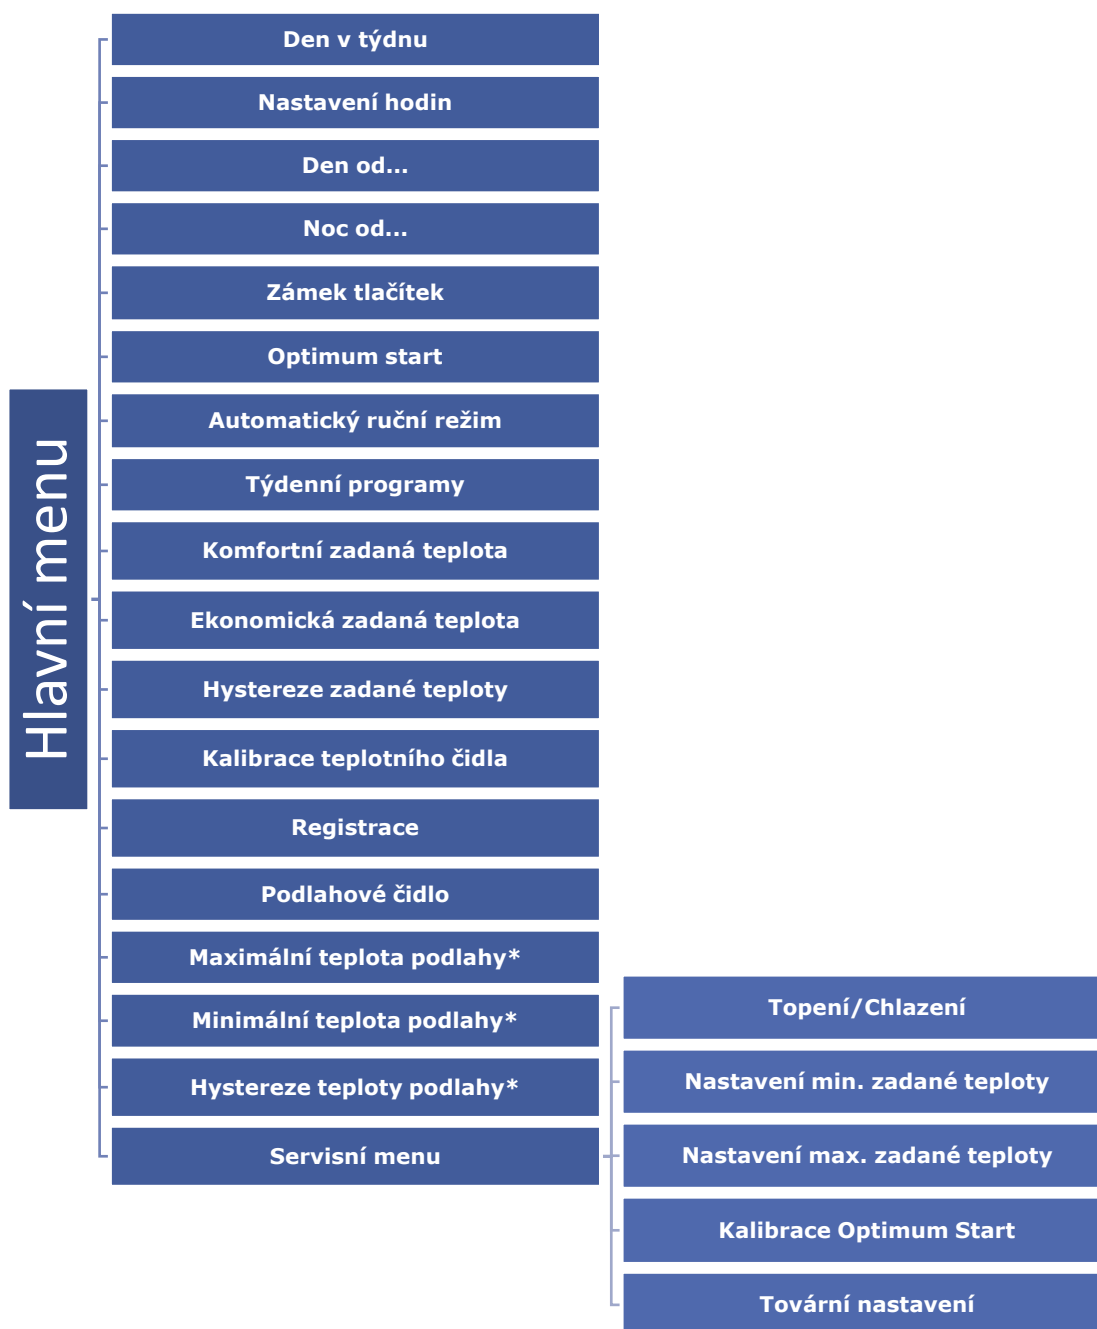 Hlavní menu
Den v týdnu
Nastavení hodin
Den od...
Noc od...
Zámek tlačítek
Optimum start
Automatický ruční režim
Týdenní programy
Komfortní zadaná teplota
Ekonomická zadaná teplota
Hystereze zadané teploty
Kalibrace teplotního čidla
Registrace
Podlahové čidlo
Maximální teplota podlahy*
Minimální teplota podlahy*
Hystereze teploty podlahy*
Servisní menu
Topení/Chlazení
Nastavení min. zadané teploty
Nastavení max. zadané teploty
Kalibrace Optimum Start
Tovární nastavení